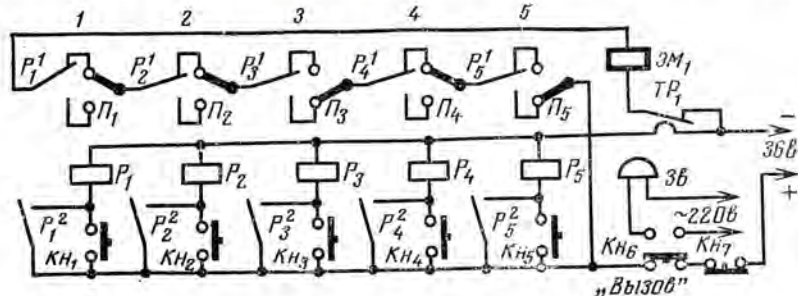 1 2 3 4 5
P₁¹ P₂¹ P₃¹ P₄¹ P₅¹ ЭМ₁
П₁ П₂ П₃ П₄ П₅ ТР₁
−
36в
+
P₁ P₂ P₃ P₄ P₅ Зв
~220в
P₁² P₂² P₃² P₄² P₅²
КН₁ КН₂ КН₃ КН₄ КН₅ КН₆ КН₇
„Вызов"